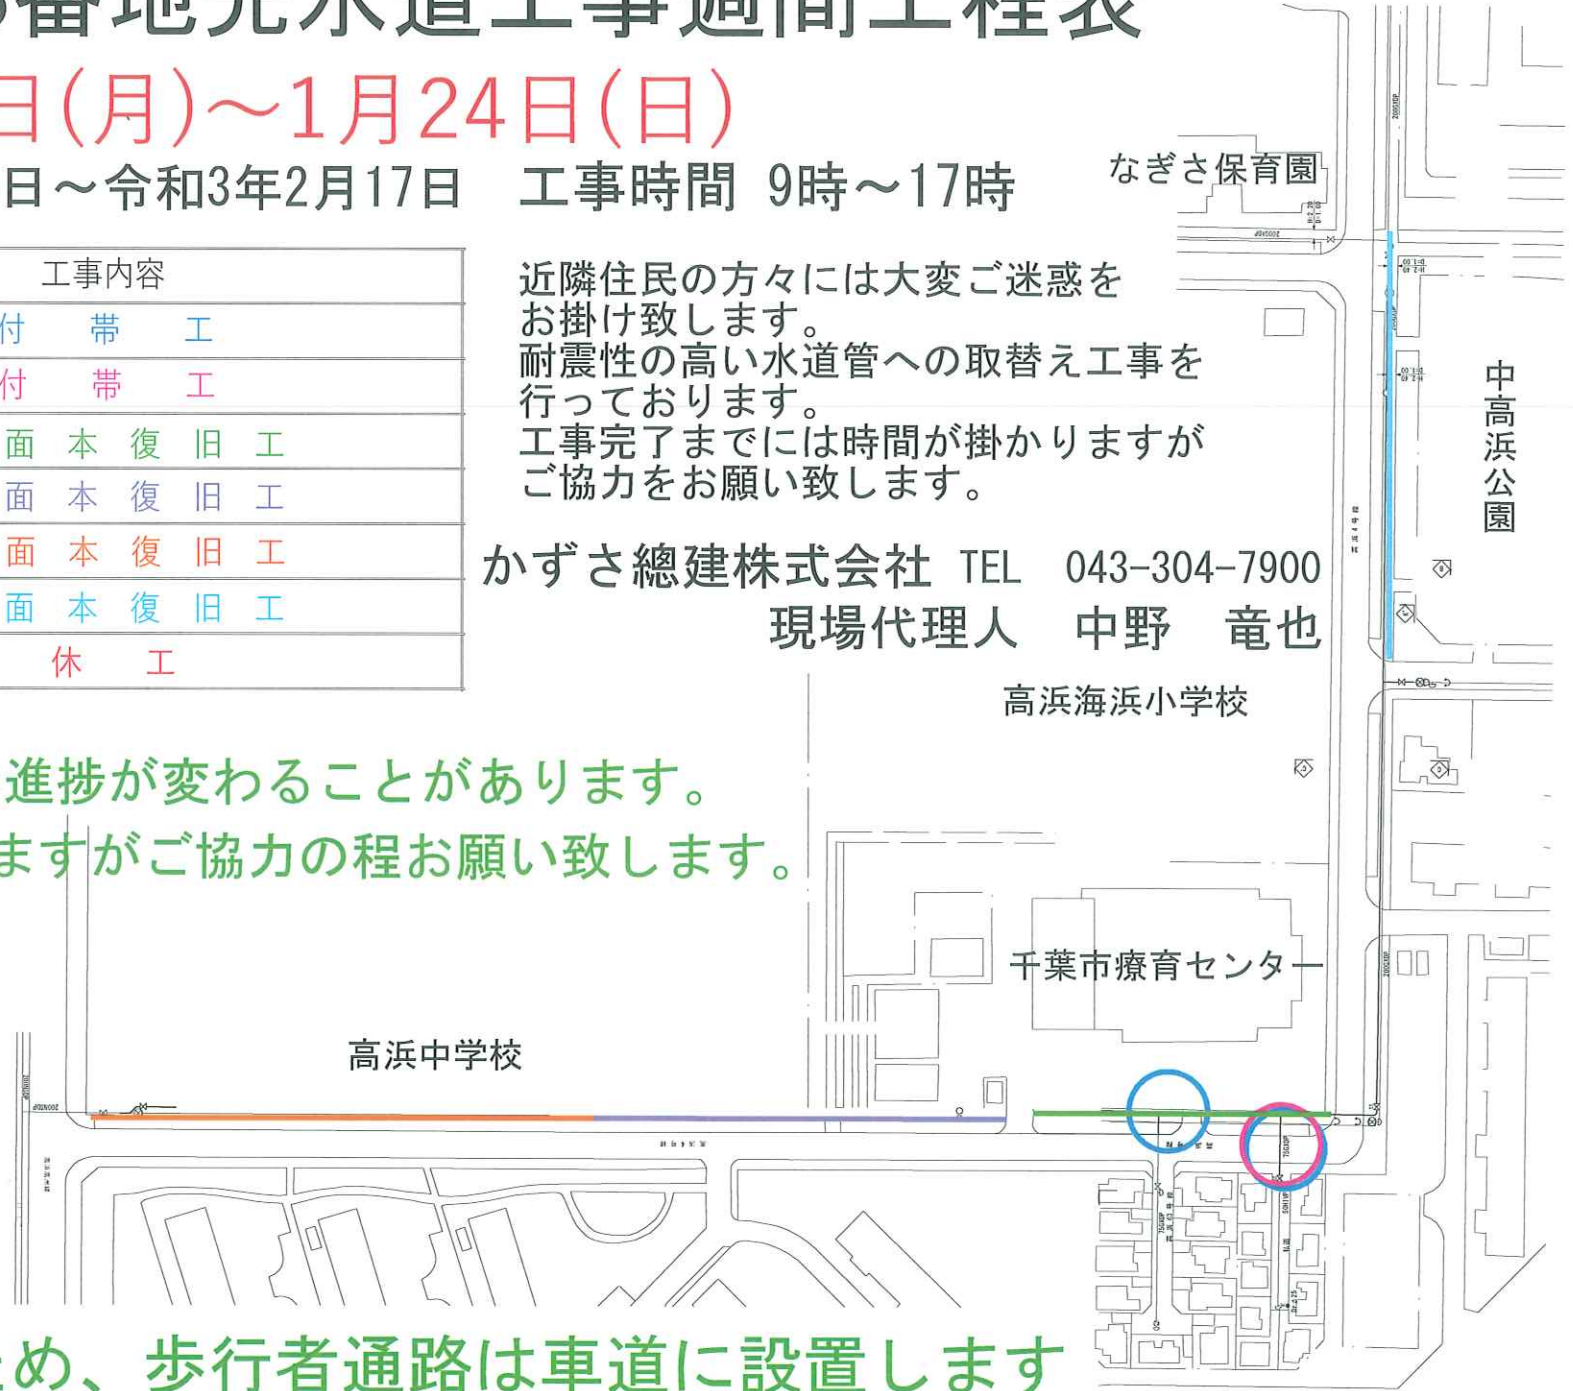 番地先水道工事週間工程表
日(月)～1月24日(日)
日～令和3年2月17日 工事時間 9時～17時
工事内容
付 帯 工
付 帯 工
面 本 復 旧 工
面 本 復 旧 工
面 本 復 旧 工
面 本 復 旧 工
休 工
近隣住民の方々には大変ご迷惑を
お掛け致します。
耐震性の高い水道管への取替え工事を
行っております。
工事完了までには時間が掛かりますが
ご協力をお願い致します。
かずさ總建株式会社 TEL 043-304-7900
現場代理人 中野 竜也
進捗が変わることがあります。
ますがご協力の程お願い致します。
なぎさ保育園
中高浜公園
高浜海浜小学校
千葉市療育センター
高浜中学校
め、歩行者通路は車道に設置します